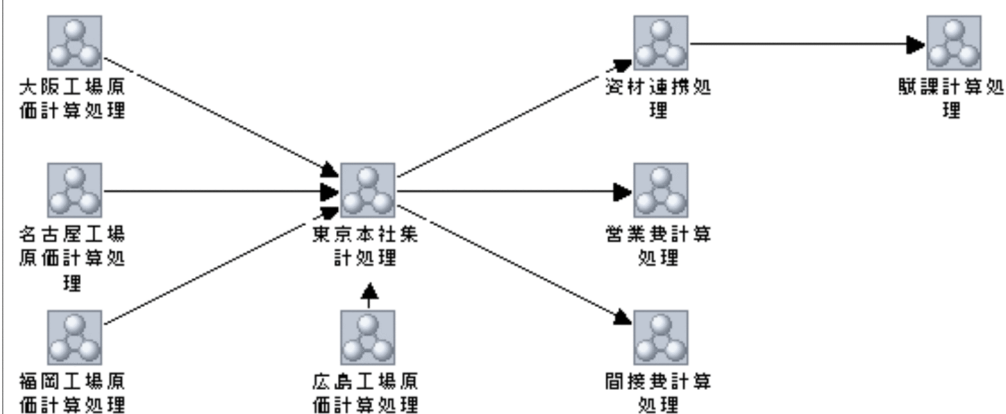 大阪工場原
価計算処理
資材連携処
理
賦課計算処
理
名古屋工場
原価計算処
理
東京本社集
計処理
営業費計算
処理
福岡工場原
価計算処理
広島工場原
価計算処理
間接費計算
処理